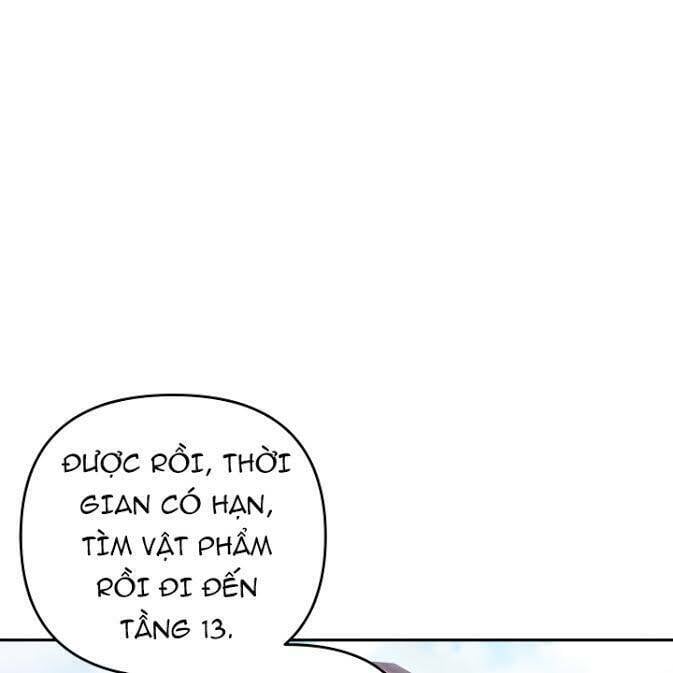 ĐƯỢC RỒI, THỜI
GIAN CÓ HẠN,
TÌM VẬT PHẨM
RỒI ĐI ĐẾN
TẦNG 13.